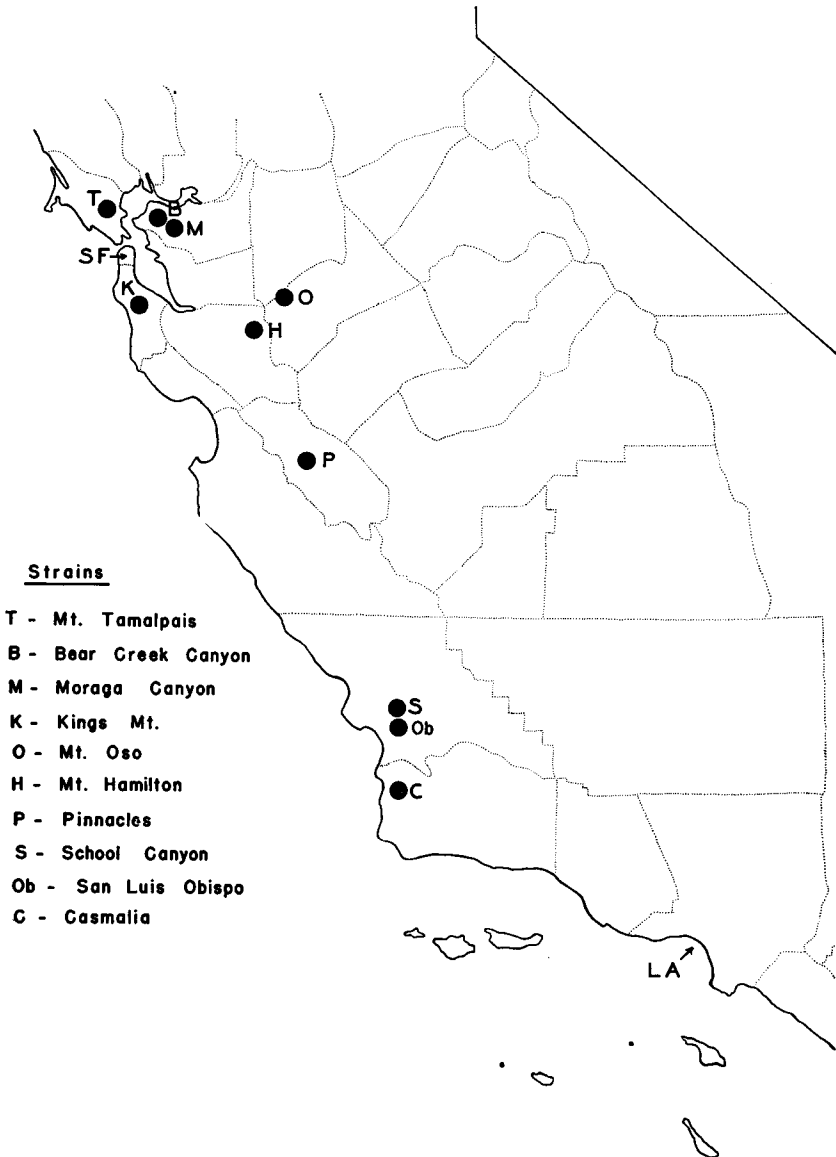 T
B
M
SF
K
O
H
P
Strains
T - Mt. Tamalpais
B - Bear Creek Canyon
M - Moraga Canyon
K - Kings Mt.
O - Mt. Oso
H - Mt. Hamilton
P - Pinnacles
S - School Canyon
Ob - San Luis Obispo
C - Casmalia
S
Ob
C
LA